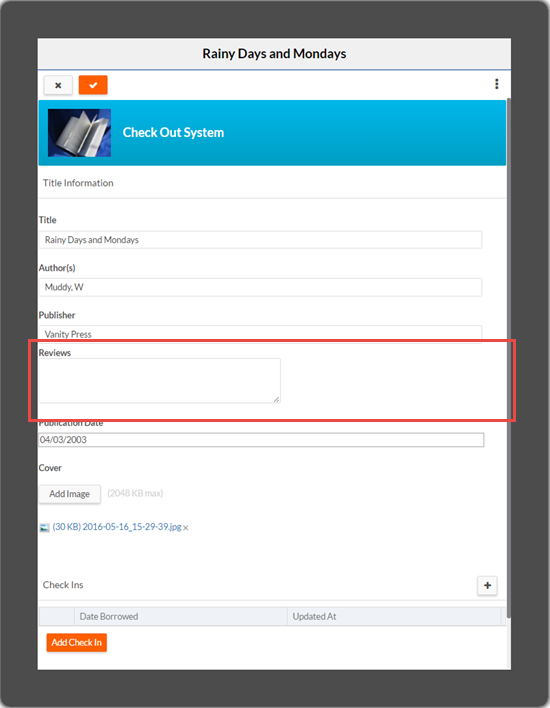 Rainy Days and Mondays
Check Out System
Title Information
Title
Rainy Days and Mondays
Author(s)
Muddy, W
Publisher
Vanity Press
Reviews
Publication Date
04/03/2003
Cover
Add Image (2048 KB max)
(30 KB) 2016-05-16_15-29-39.jpg x
Check Ins +
Date Borrowed Updated At
Add Check In